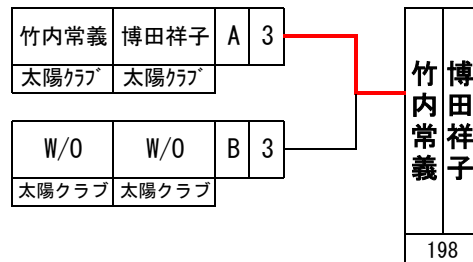 竹内常義 博田祥子 A 3
太陽ｸﾗﾌﾞ 太陽ｸﾗﾌﾞ
W/O W/O B 3
太陽クラブ 太陽クラブ
竹内常義
博田祥子
198